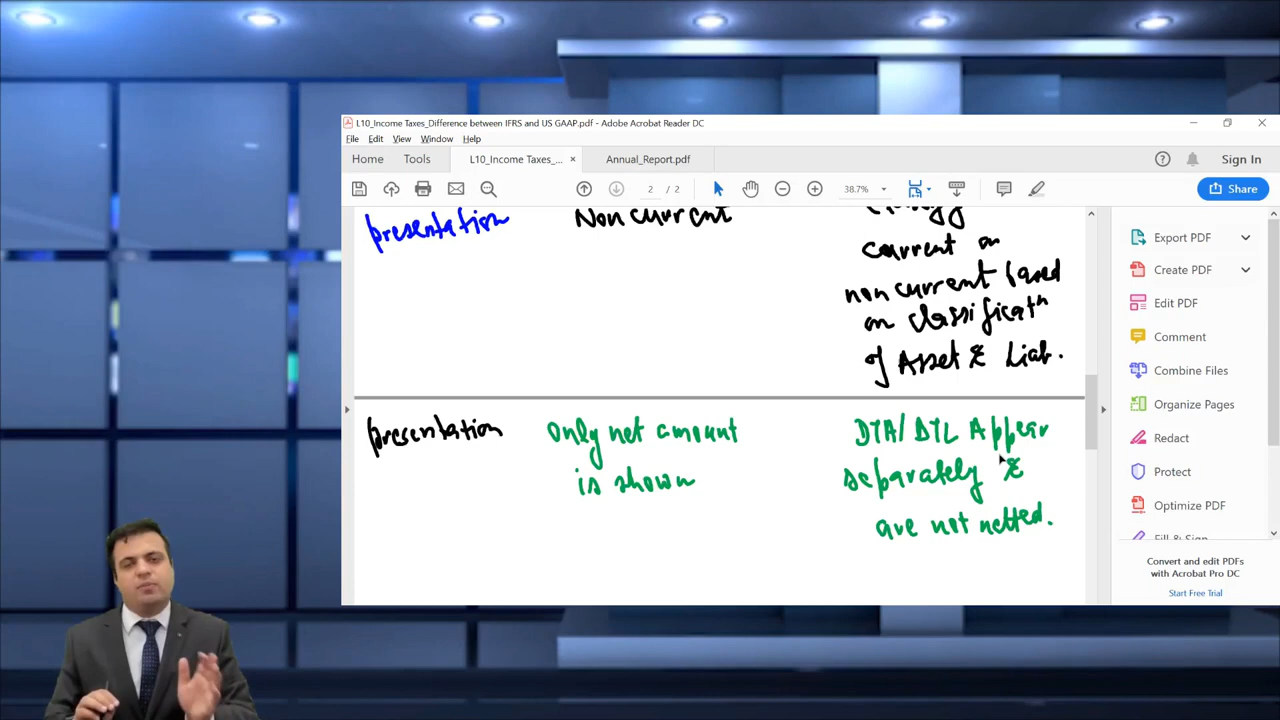 L10_Income Taxes_Difference between IFRS and US GAAP.pdf - Adobe Acrobat Reader DC
File Edit View Window Help
Home Tools L10_Income Taxes_... × Annual_Report.pdf Sign In
2 / 2 38.7% Share
presentation Non current classify
current or
non current based
on classificatn
of Asset & Liab.
presentation only net amount DTA/DTL Appear
is shown separately &
are not netted.
Export PDF
Create PDF
Edit PDF
Comment
Combine Files
Organize Pages
Redact
Protect
Optimize PDF
Fill & Sign
Convert and edit PDFs
with Acrobat Pro DC
Start Free Trial